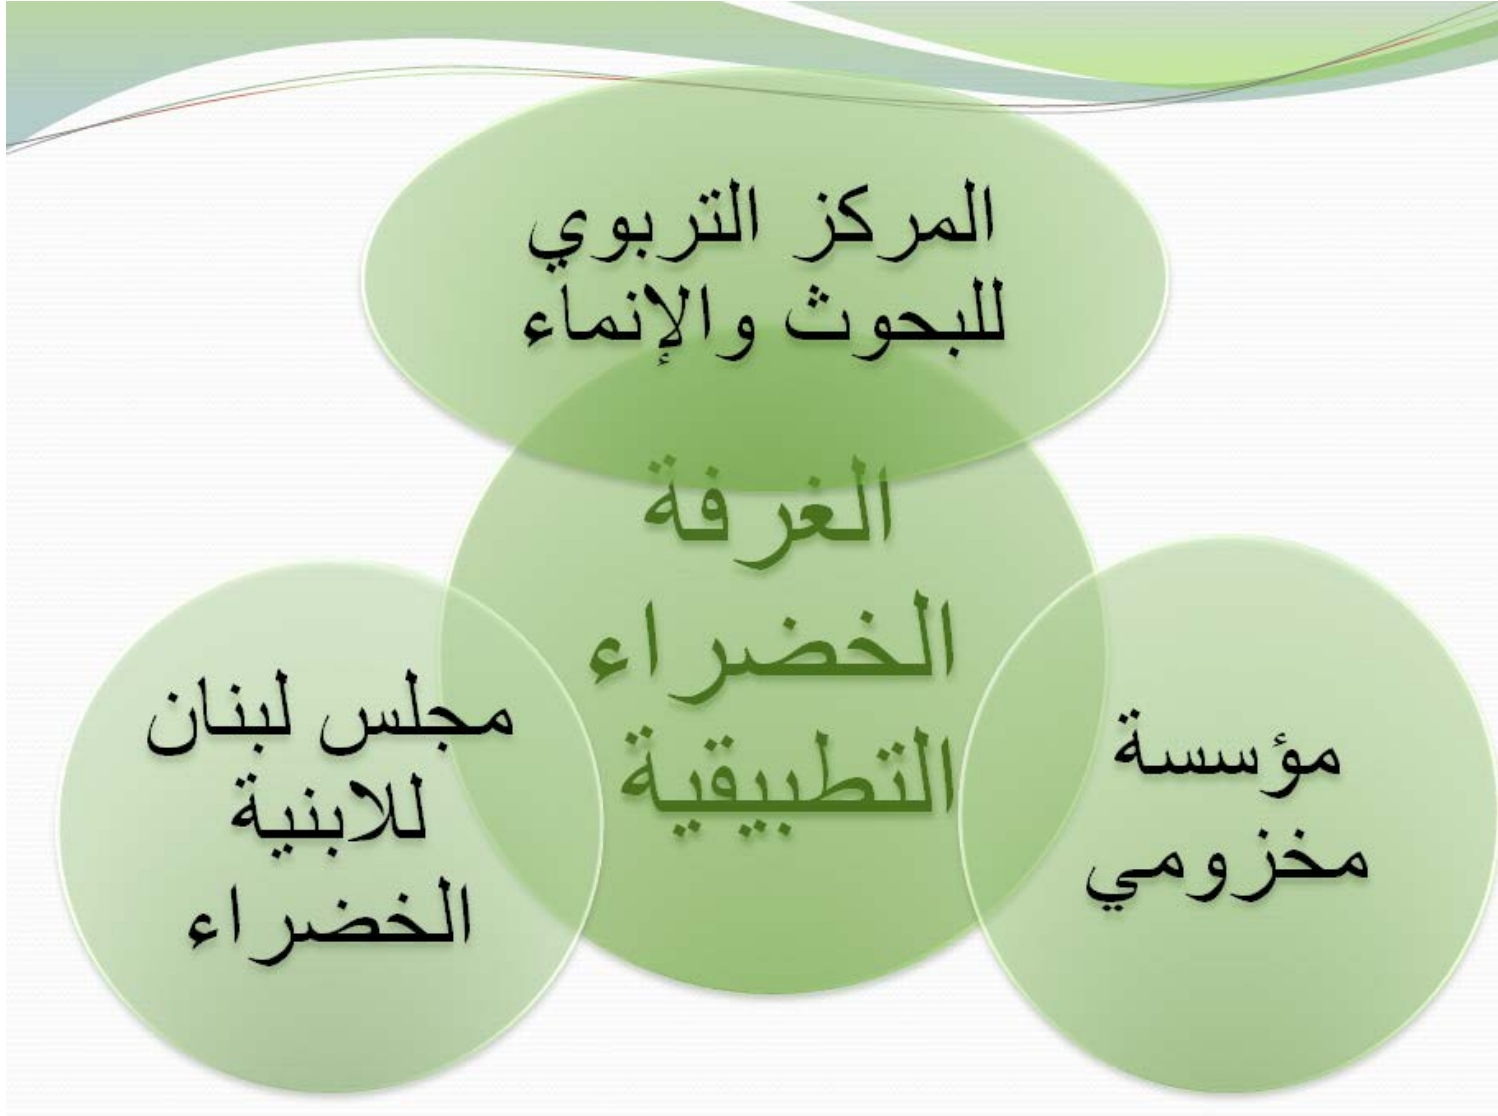 المركز التربوي
للبحوث والإنماء
الغرفة
الخضراء
التطبيقية
مؤسسة
مخزومي
مجلس لبنان
للابنية
الخضراء